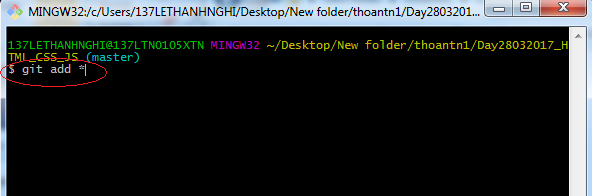 MINGW32:/c/Users/137LETHANHNGHI/Desktop/New folder/thoantn1/Day2803201...
137LETHANHNGHI@137LTN0105XTN MINGW32 ~/Desktop/New folder/thoantn1/Day28032017_H
TML_CSS_JS (master)
$ git add *